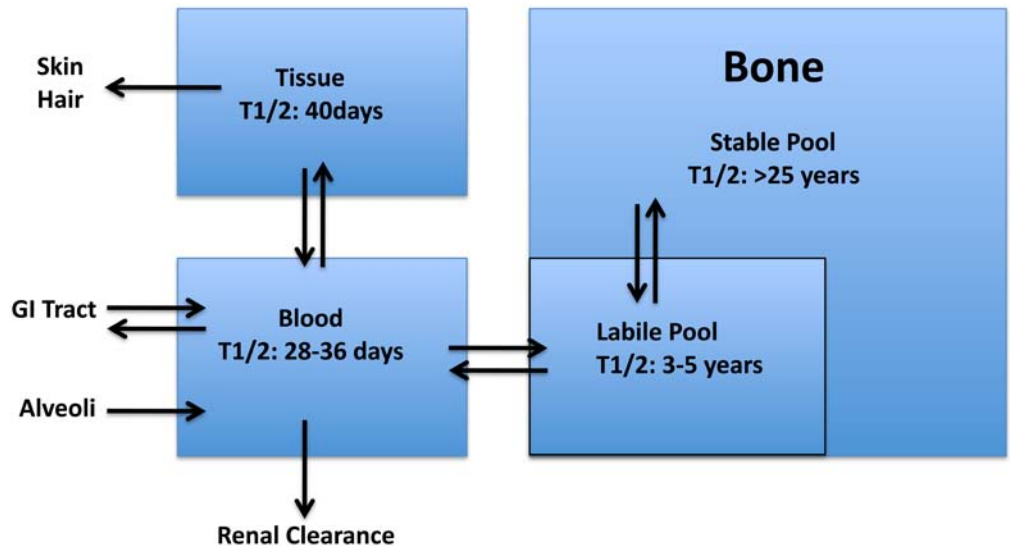 Skin
Hair
Tissue
T1/2: 40days
Bone
Stable Pool
T1/2: >25 years
GI Tract
Blood
T1/2: 28-36 days
Labile Pool
T1/2: 3-5 years
Alveoli
Renal Clearance